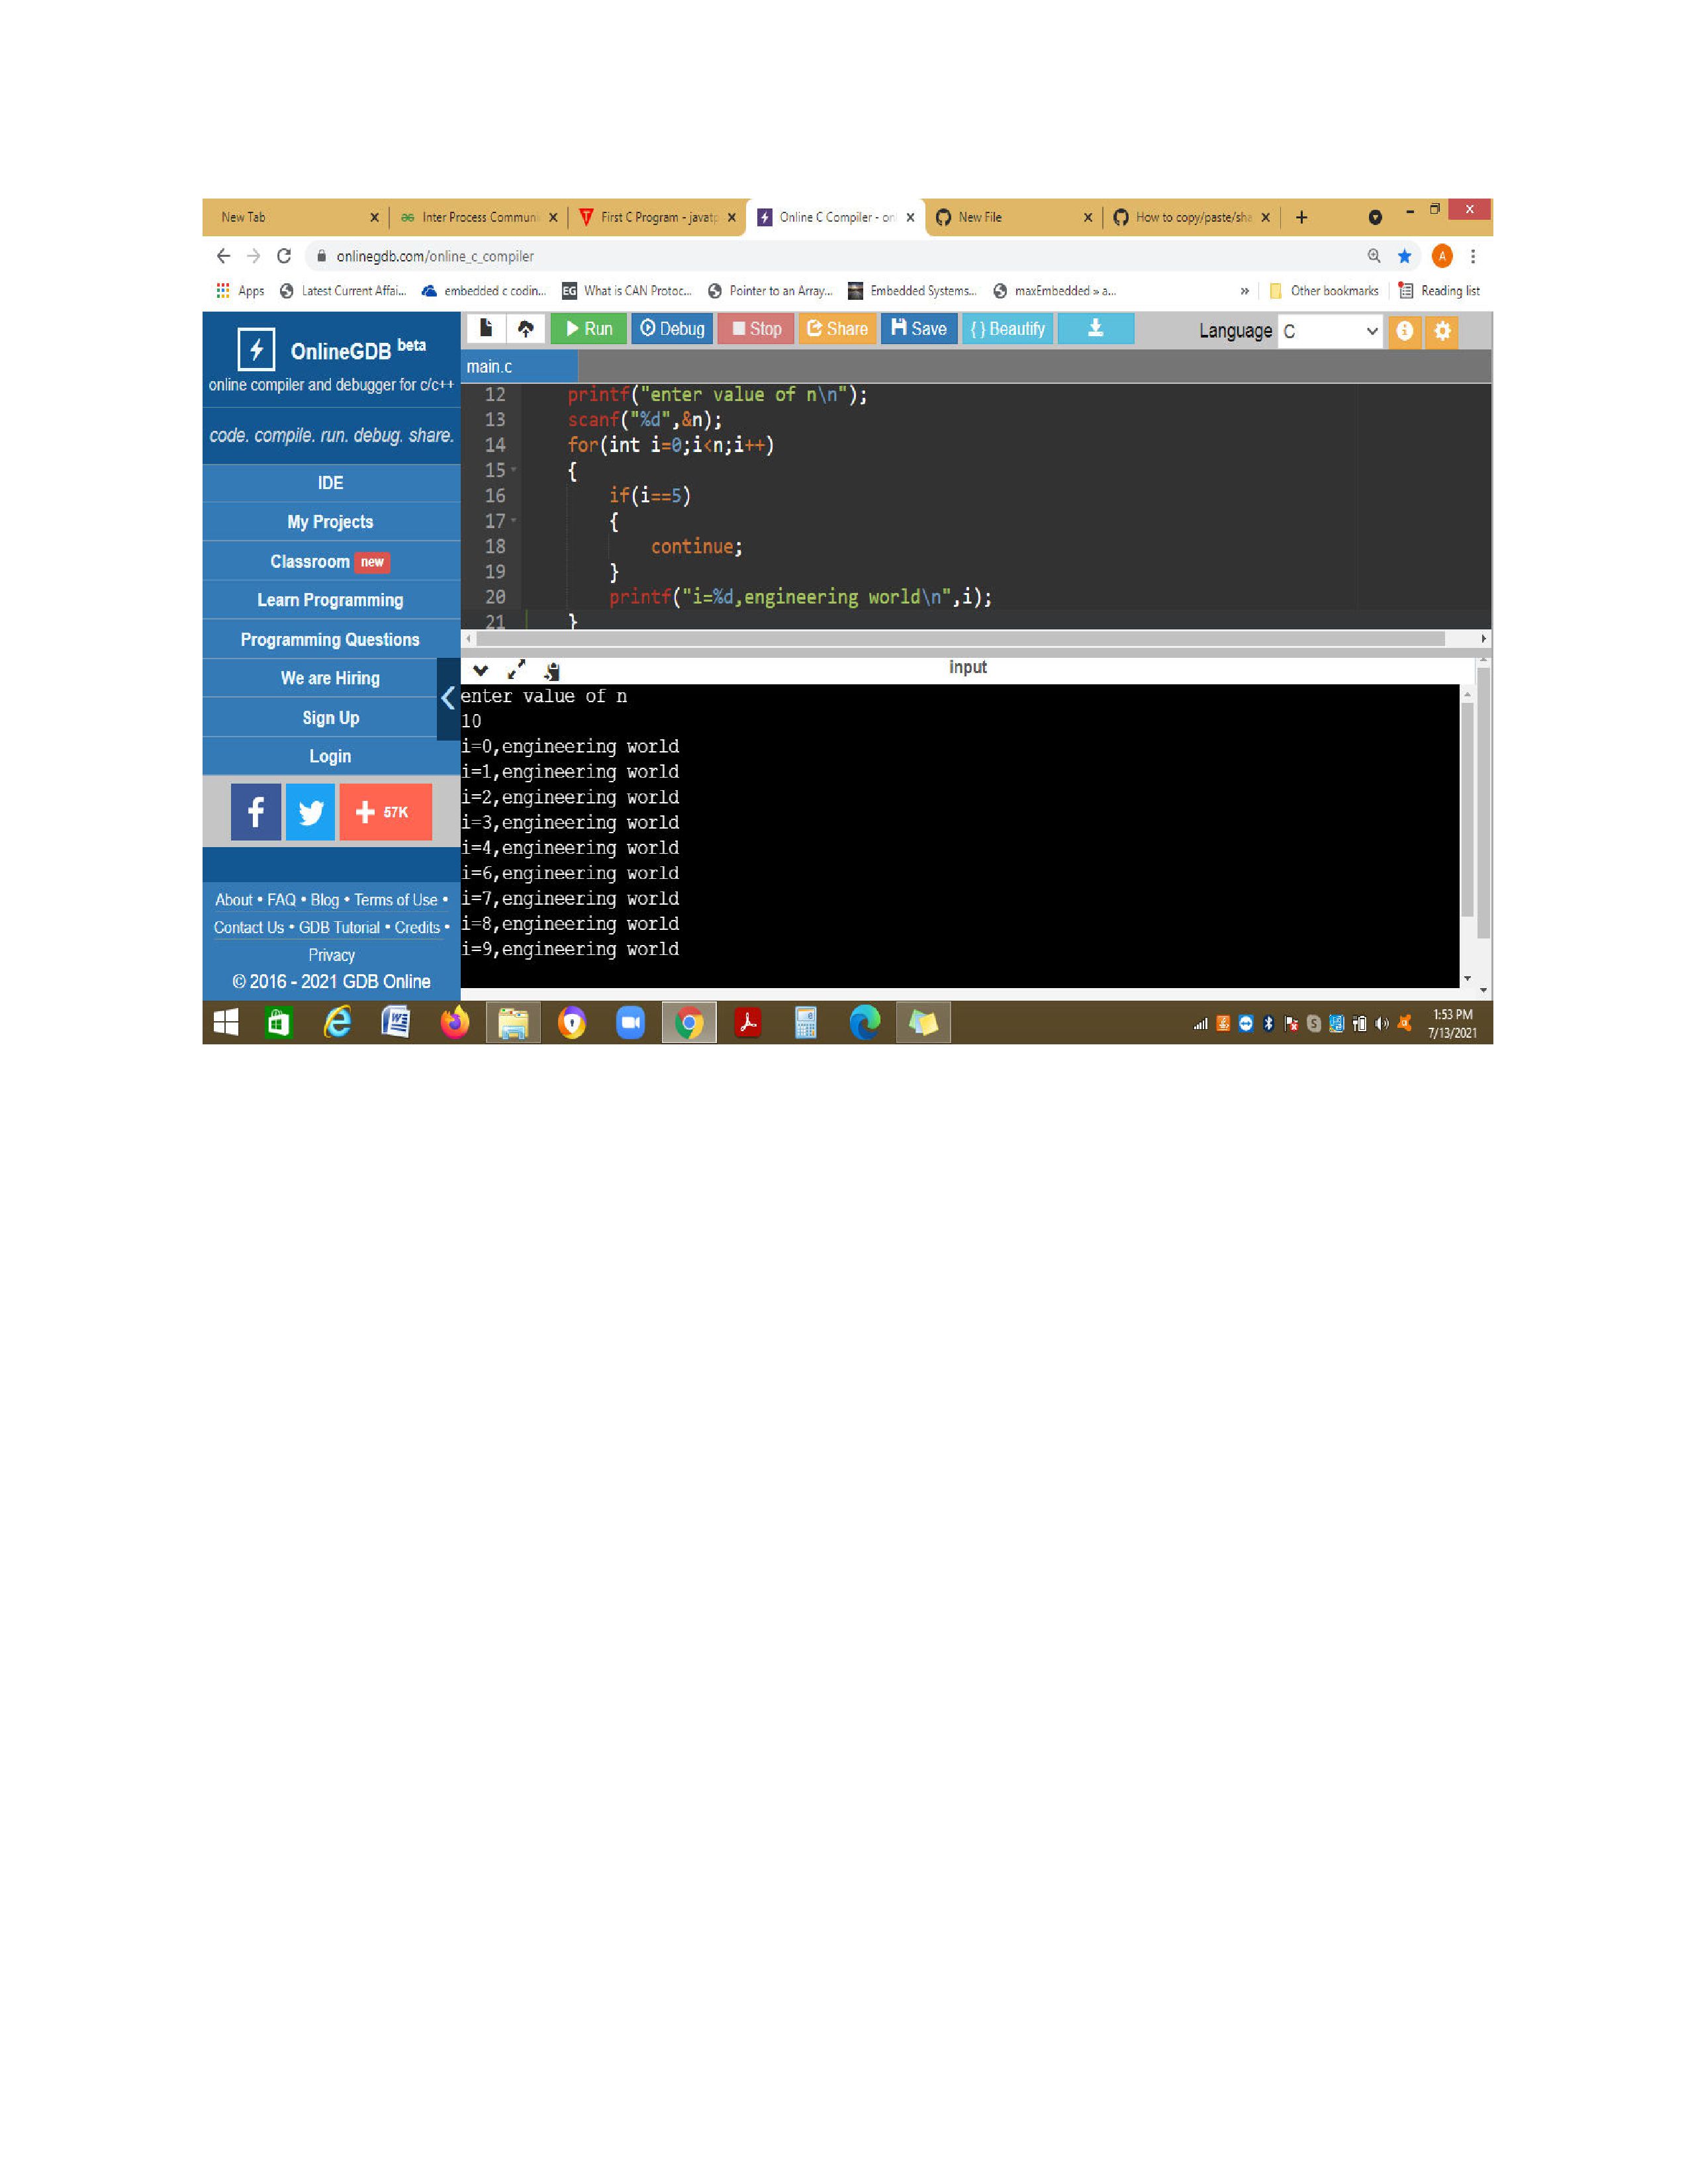 New Tab
Inter Process Commun
First C Program - javatp
Online C Compiler - onl
New File
How to copy/paste/sha
onlinegdb.com/online_c_compiler
A
Apps
Latest Current Affai...
embedded c codin...
EG What is CAN Protoc...
Pointer to an Array...
Embedded Systems...
maxEmbedded » a...
»
Other bookmarks
Reading list
OnlineGDB beta
online compiler and debugger for c/c++
code. compile. run. debug. share.
IDE
My Projects
Classroom new
Learn Programming
Programming Questions
We are Hiring
Sign Up
Login
57K
About • FAQ • Blog • Terms of Use •
Contact Us • GDB Tutorial • Credits •
Privacy
© 2016 - 2021 GDB Online
Run
Debug
Stop
Share
Save
{ } Beautify
Language C
main.c
12 printf("enter value of n\n");
13 scanf("%d",&n);
14 for(int i=0;i<n;i++)
15 {
16 if(i==5)
17 {
18 continue;
19 }
20 printf("i=%d,engineering world\n",i);
21 }
input
enter value of n
10
i=0,engineering world
i=1,engineering world
i=2,engineering world
i=3,engineering world
i=4,engineering world
i=6,engineering world
i=7,engineering world
i=8,engineering world
i=9,engineering world
1:53 PM
7/13/2021